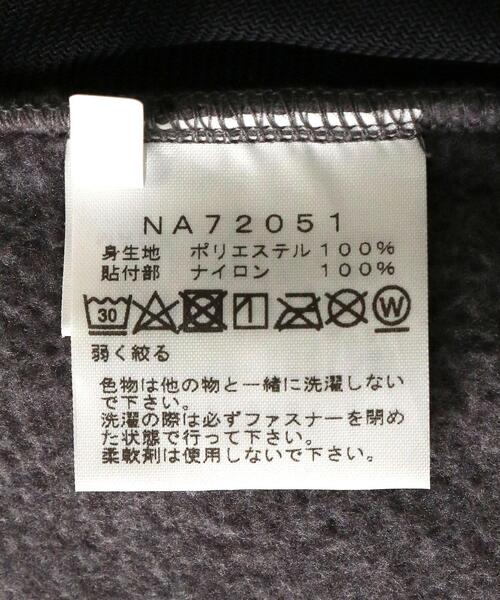 NA72051
身生地 ポリエステル100%
貼付部 ナイロン 100%
30 W
弱く絞る
色物は他の物と一緒に洗濯しない
で下さい。
洗濯の際は必ずファスナーを閉め
た状態で行って下さい。
柔軟剤は使用しないで下さい。